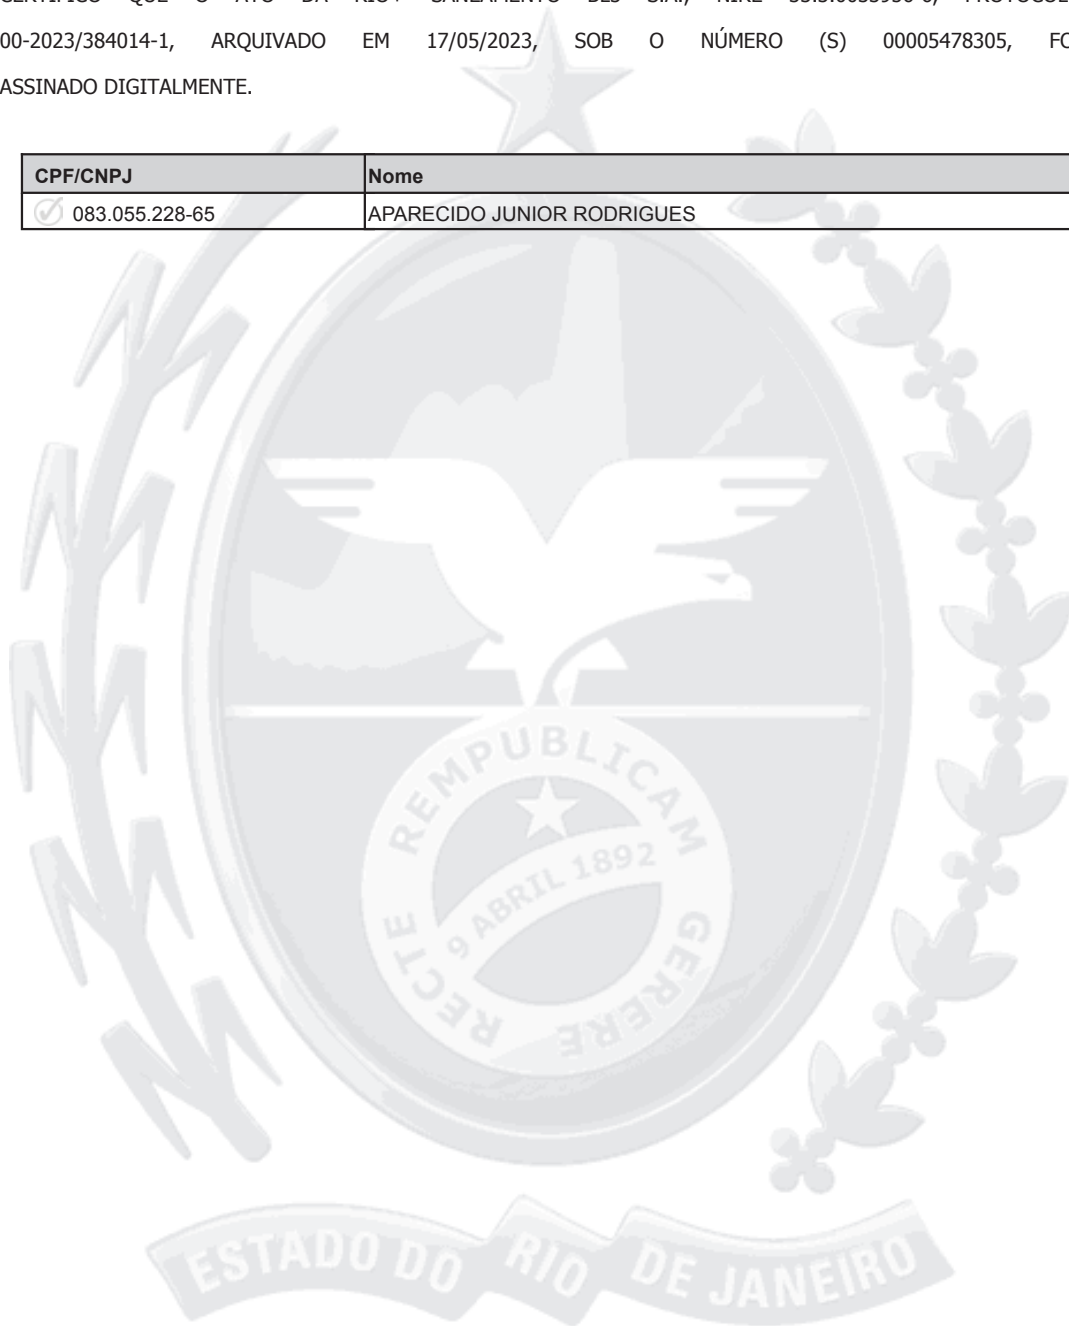 00-2023/384014-1, ARQUIVADO EM 17/05/2023, SOB O NÚMERO (S) 00005478305, FO
ASSINADO DIGITALMENTE.
CPF/CNPJ Nome
083.055.228-65 APARECIDO JUNIOR RODRIGUES
REMPUBLICAM
9 ABRIL 1892
RECTE GERERE
ESTADO DO RIO DE JANEIRO